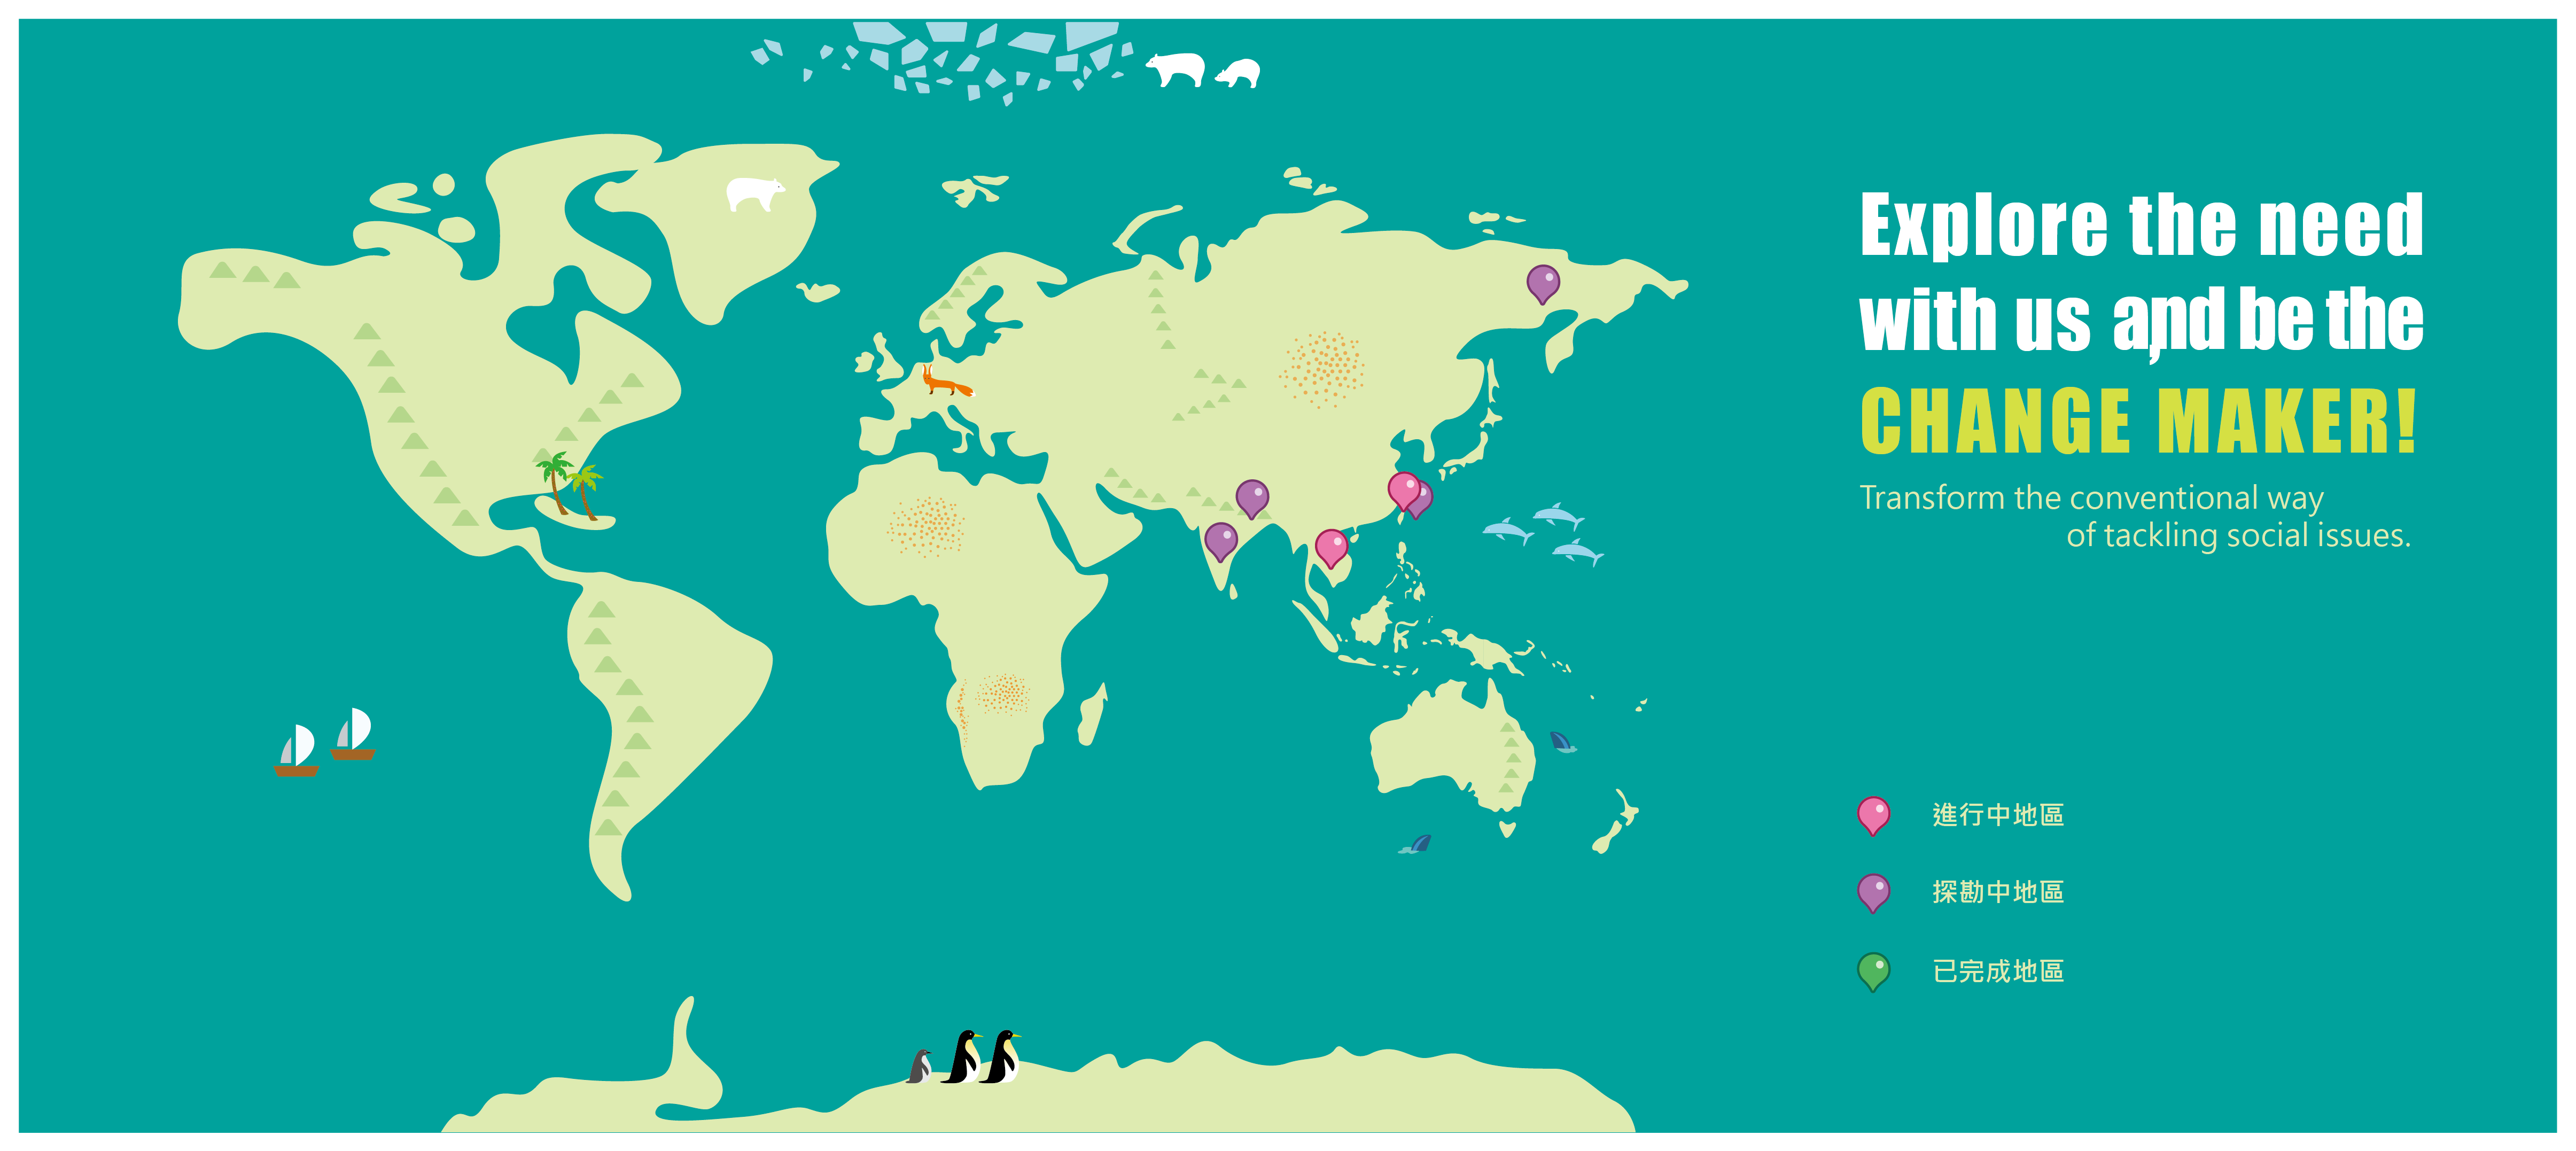 Explore the need
with us and, be the
CHANGE MAKER!
Transform the conventional way
of tackling social issues.
進行中地區
探勘中地區
已完成地區